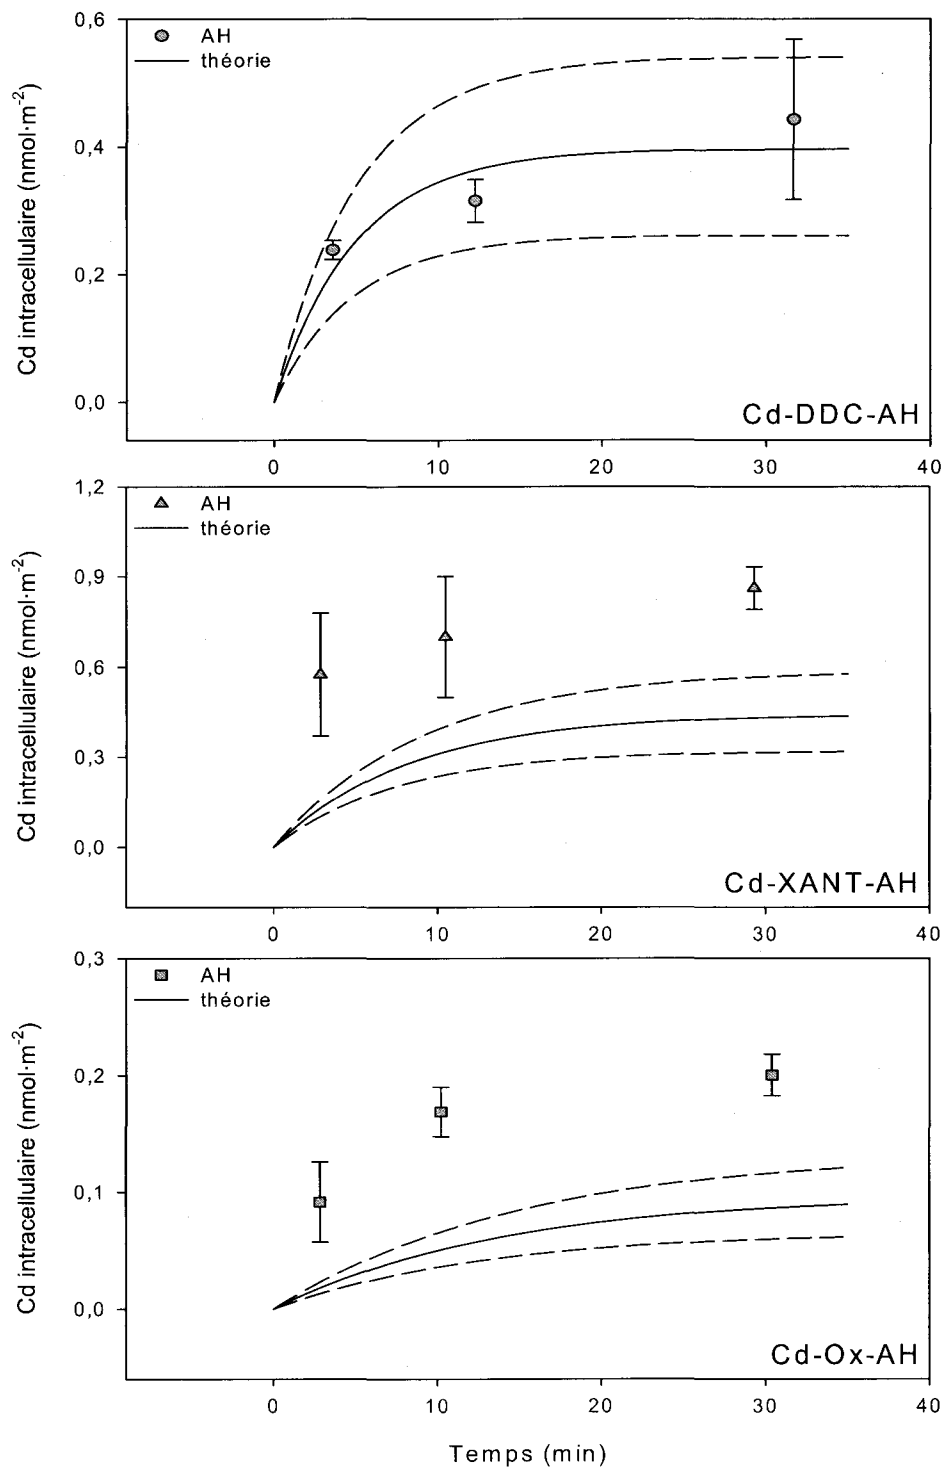 0,6
AH
théorie
0,4
0,2
0,0
Cd intracellulaire (nmol·m-2)
Cd-DDC-AH
0 10 20 30 40
1,2
AH
théorie
0,9
0,6
0,3
0,0
Cd intracellulaire (nmol·m-2)
Cd-XANT-AH
0 10 20 30 40
0,3
AH
théorie
0,2
0,1
0,0
Cd intracellulaire (nmol·m-2)
Cd-Ox-AH
0 10 20 30 40
Temps (min)